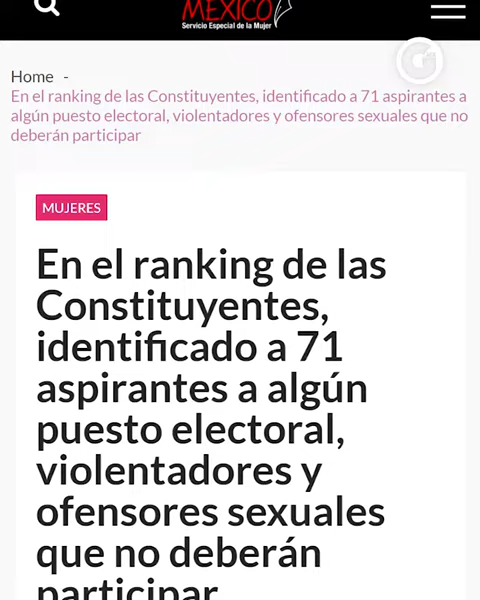 MÉXICO
Servicio Especial de la Mujer
Home -
En el ranking de las Constituyentes, identificado a 71 aspirantes a
algún puesto electoral, violentadores y ofensores sexuales que no
deberán participar
MUJERES
En el ranking de las
Constituyentes,
identificado a 71
aspirantes a algún
puesto electoral,
violentadores y
ofensores sexuales
que no deberán
participar